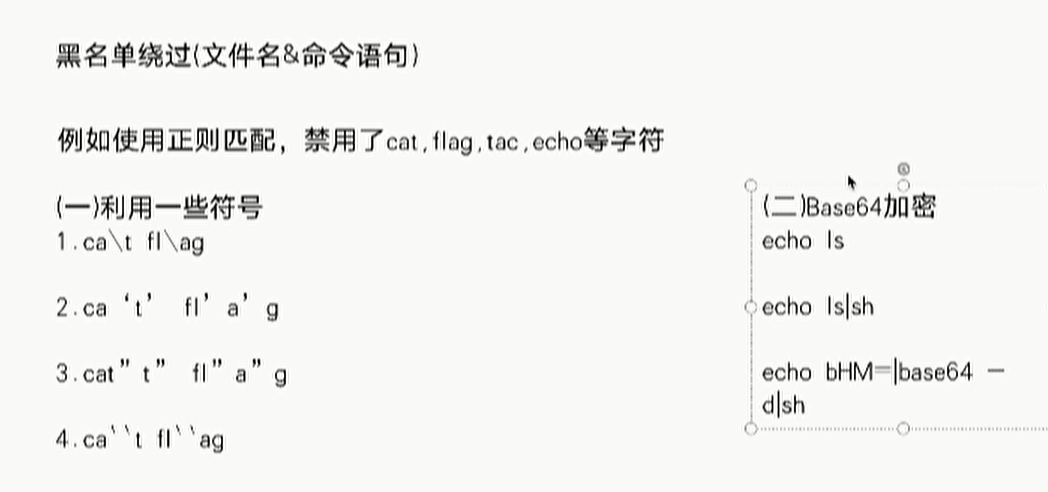 黑名单绕过(文件名&命令语句)
例如使用正则匹配，禁用了cat,flag,tac,echo等字符
(一)利用一些符号
1.ca\t fl\ag
2.ca ‘t’ fl’ a’ g
3.cat” t” fl” a” g
4.ca``t fl``ag
(二)Base64加密
echo ls
echo ls|sh
echo bHM=|base64 －
d|sh